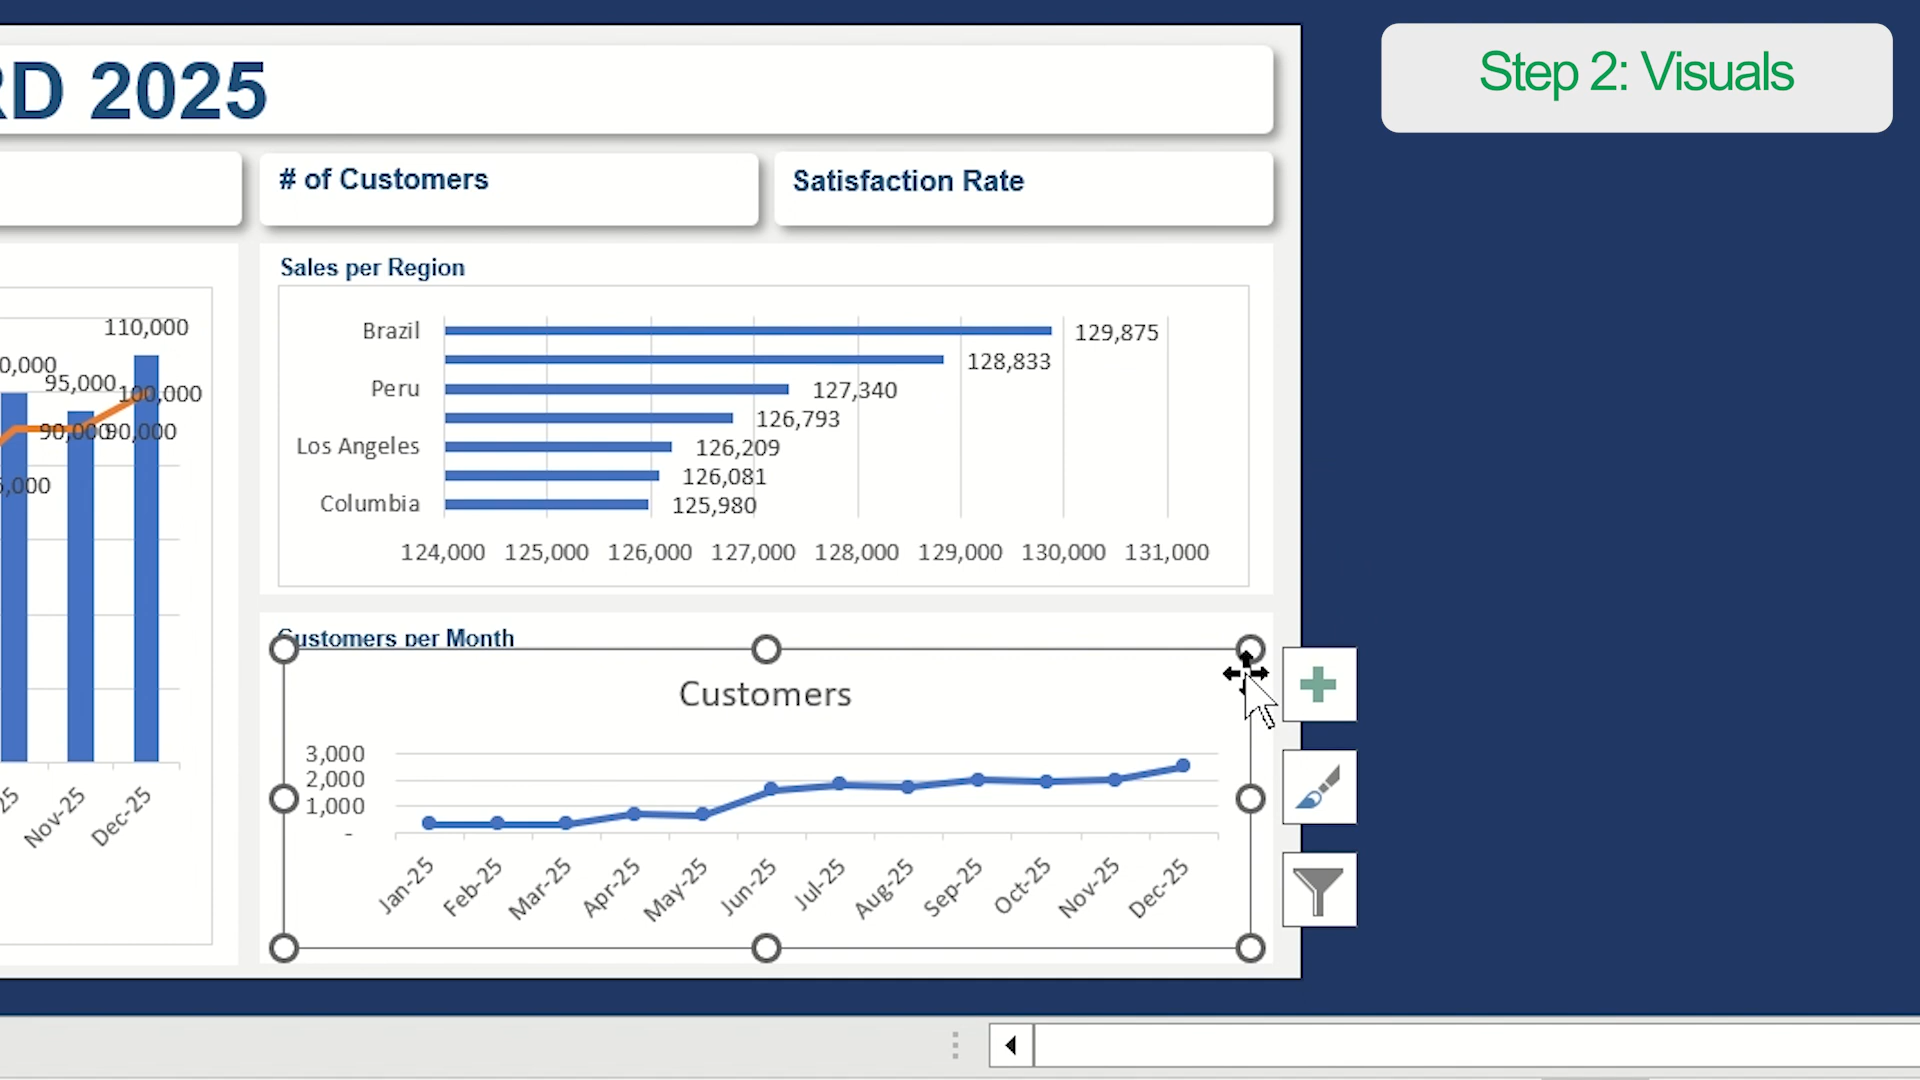 RD 2025
Step 2: Visuals
# of Customers
Satisfaction Rate
Sales per Region
Brazil
129,875
128,833
Peru
127,340
126,793
Los Angeles
126,209
126,081
Columbia
125,980
124,000 125,000 126,000 127,000 128,000 129,000 130,000 131,000
110,000
0,000
95,000
100,000
90,000
90,000
,000
Nov-25
Dec-25
Customers per Month
Customers
3,000
2,000
1,000
-
Jan-25 Feb-25 Mar-25 Apr-25 May-25 Jun-25 Jul-25 Aug-25 Sep-25 Oct-25 Nov-25 Dec-25